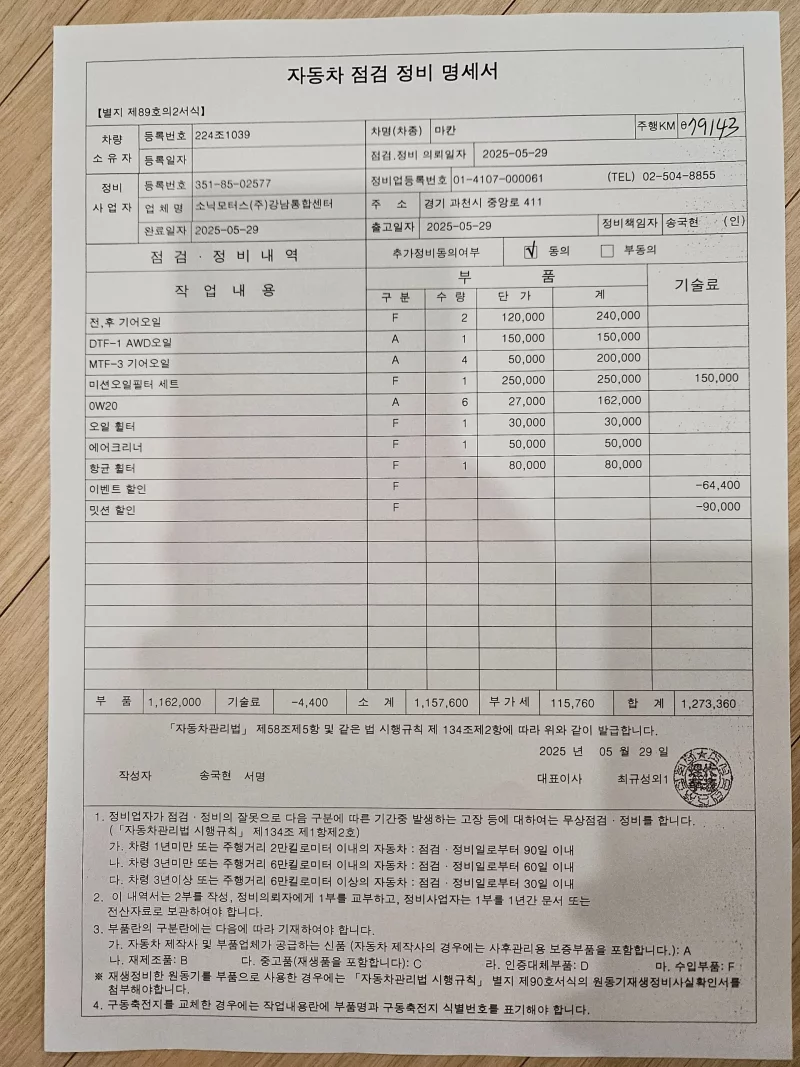 자동차 점검 정비 명세서
【별지 제89호의2서식】
차량 소유자 등록번호 224조1039 차명(차종) 마칸 주행KM 79143
등록일자 점검.정비 의뢰일자 2025-05-29
정비 사업자 등록번호 351-85-02577 정비업등록번호 01-4107-000061 (TEL) 02-504-8855
업체명 소닉모터스(주)강남통합센터 주 소 경기 과천시 중앙로 411
완료일자 2025-05-29 출고일자 2025-05-29 정비책임자 송국현 (인)
점 검 · 정 비 내 역 추가정비동의여부 √ 동의 부동의
작 업 내 용 부 품 기술료
구 분 수 량 단 가 계
전,후 기어오일 F 2 120,000 240,000
DTF-1 AWD오일 A 1 150,000 150,000
MTF-3 기어오일 A 4 50,000 200,000
미션오일필터 세트 F 1 250,000 250,000 150,000
0W20 A 6 27,000 162,000
오일 휠터 F 1 30,000 30,000
에어크리너 F 1 50,000 50,000
항균 휠터 F 1 80,000 80,000
이벤트 할인 F -64,400
밋션 할인 F -90,000
부 품 1,162,000 기술료 -4,400 소 계 1,157,600 부가세 115,760 합 계 1,273,360
「자동차관리법」 제58조제5항 및 같은 법 시행규칙 제 134조제2항에 따라 위와 같이 발급합니다.
2025 년 05 월 29 일
작성자 송국현 서명 대표이사 최규성외1
1. 정비업자가 점검 · 정비의 잘못으로 다음 구분에 따른 기간중 발생하는 고장 등에 대하여는 무상점검 · 정비를 합니다.
(「자동차관리법 시행규칙」 제134조 제1항제2호)
가. 차령 1년미만 또는 주행거리 2만킬로미터 이내의 자동차 : 점검 · 정비일로부터 90일 이내
나. 차령 3년미만 또는 주행거리 6만킬로미터 이내의 자동차 : 점검 · 정비일로부터 60일 이내
다. 차령 3년이상 또는 주행거리 6만킬로미터 이상의 자동차 : 점검 · 정비일로부터 30일 이내
2. 이 내역서는 2부를 작성, 정비의뢰자에게 1부를 교부하고, 정비사업자는 1부를 1년간 문서 또는
전산자료로 보관하여야 합니다.
3. 부품란의 구분란에는 다음에 따라 기재하여야 합니다.
가. 자동차 제작사 및 부품업체가 공급하는 신품 (자동차 제작사의 경우에는 사후관리용 보증부품을 포함합니다.): A
나. 재제조품: B 다. 중고품(재생품을 포함합니다): C 라. 인증대체부품: D 마. 수입부품: F
※ 재생정비한 원동기를 부품으로 사용한 경우에는 「자동차관리법 시행규칙」 별지 제90호서식의 원동기재생정비사실확인서를
첨부해야합니다.
4. 구동축전지를 교체한 경우에는 작업내용란에 부품명과 구동축전지 식별번호를 표기해야 합니다.